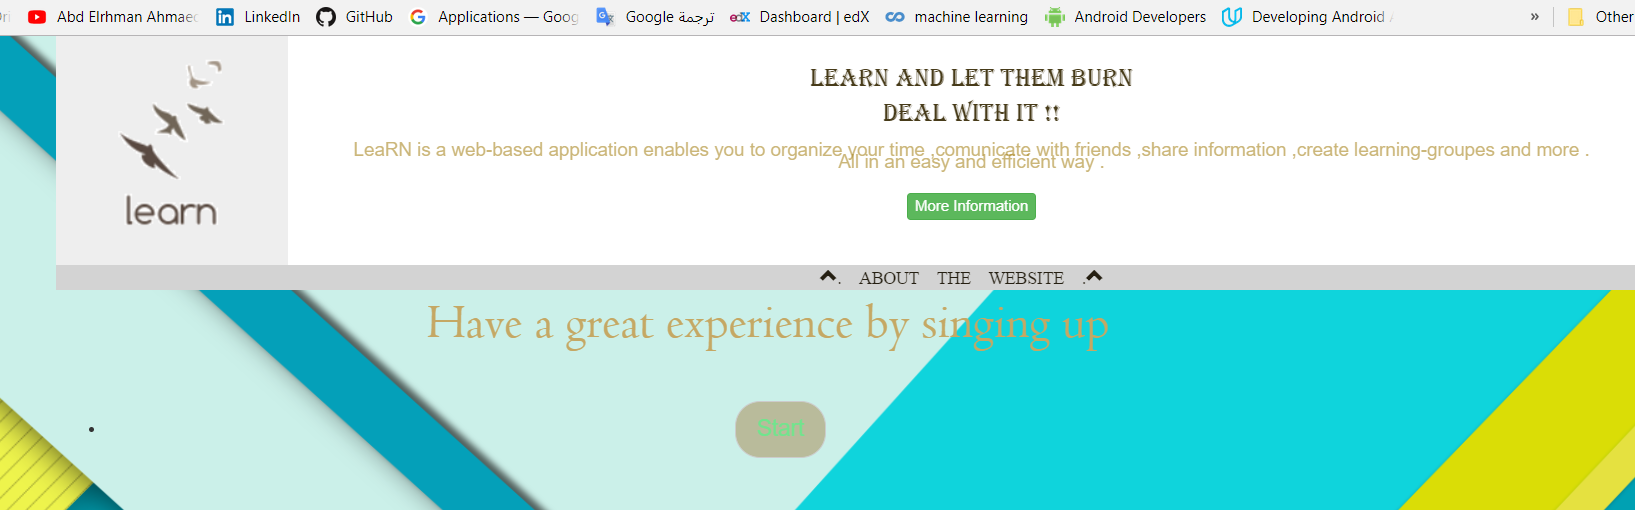 Abd Elrhman Ahmae LinkedIn GitHub Applications — Goog Google ترجمة Dashboard | edX machine learning Android Developers Developing Android » Other
learn
LEARN AND LET THEM BURN
DEAL WITH IT !!
LeaRN is a web-based application enables you to organize your time ,comunicate with friends ,share information ,create learning-groupes and more .
All in an easy and efficient way .
More Information
. ABOUT THE WEBSITE .
Have a great experience by singing up
Start